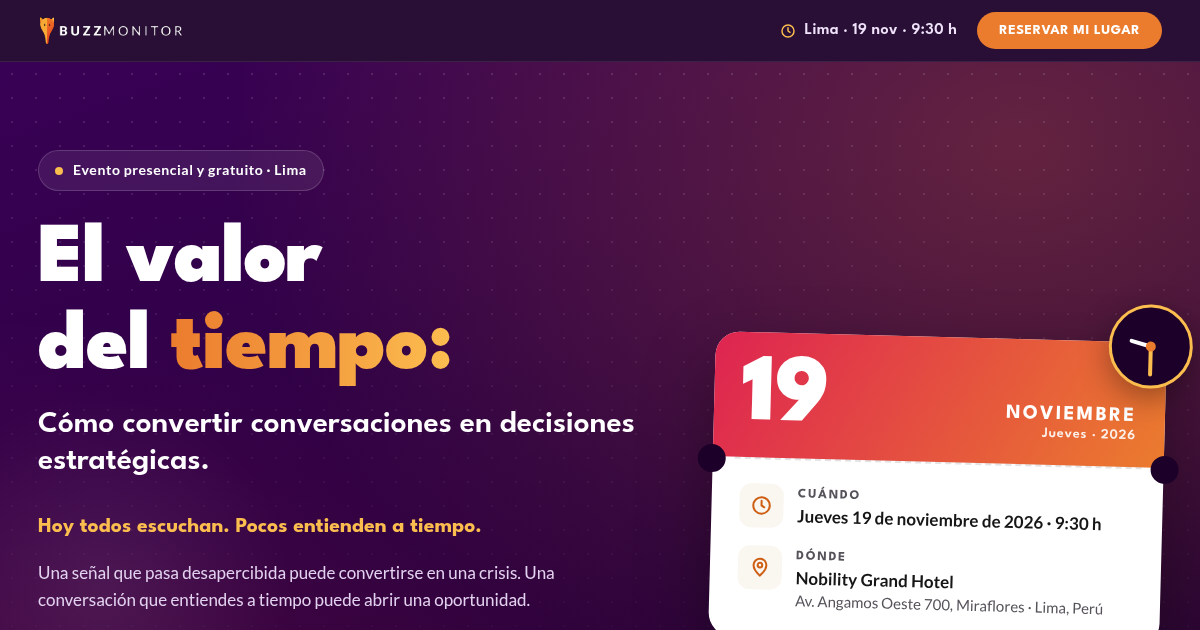 BUZZMONITOR
Lima · 19 nov · 9:30 h
RESERVAR MI LUGAR
Evento presencial y gratuito · Lima
El valor
del tiempo:
Cómo convertir conversaciones en decisiones
estratégicas.
Hoy todos escuchan. Pocos entienden a tiempo.
Una señal que pasa desapercibida puede convertirse en una crisis. Una
conversación que entiendes a tiempo puede abrir una oportunidad.
19
NOVIEMBRE
Jueves · 2026
CUÁNDO
Jueves 19 de noviembre de 2026 · 9:30 h
DÓNDE
Nobility Grand Hotel
Av. Angamos Oeste 700, Miraflores · Lima, Perú